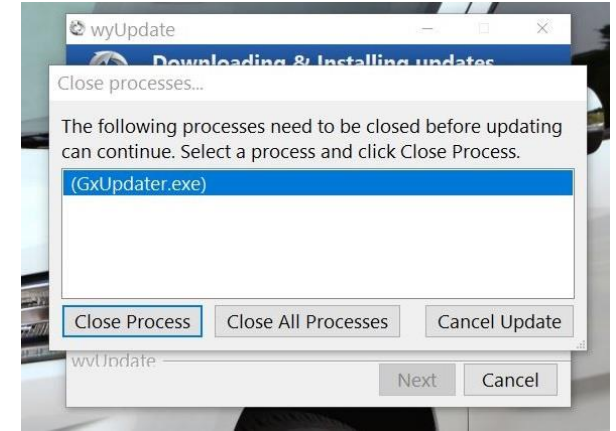 wyUpdate
Downloading & Installing updates
Close processes...
The following processes need to be closed before updating
can continue. Select a process and click Close Process.
(GxUpdater.exe)
Close Process
Close All Processes
Cancel Update
wyUpdate
Next
Cancel